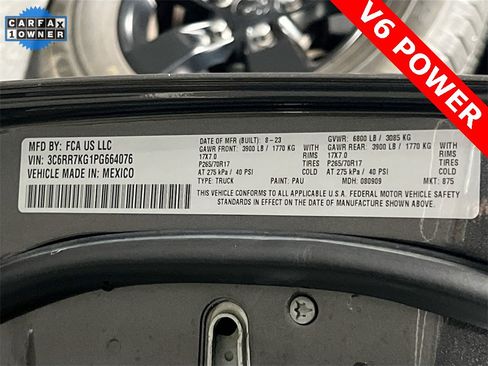 CARFAX
1 OWNER
V6 POWER
MFD BY: FCA US LLC
VIN: 3C6RR7KG1PG664076
VEHICLE MADE IN: MEXICO
DATE OF MFR (BUILT): 8-23 GVWR: 6800 LB / 3085 KG
GAWR FRONT: 3900 LB / 1770 KG GAWR REAR: 3900 LB / 1770 KG
17X7.0 TIRES 17X7.0 TIRES
P265/70R17 RIMS P265/70R17 RIMS
AT 275 kPa / 40 PSI COLD AT 275 kPa / 40 PSI COLD
TYPE: TRUCK PAINT: PAU MDH: 080909 MKT: 875
THIS VEHICLE CONFORMS TO ALL APPLICABLE U.S.A. FEDERAL MOTOR VEHICLE SAFETY
STANDARDS IN EFFECT ON THE DATE OF MANUFACTURE SHOWN ABOVE.